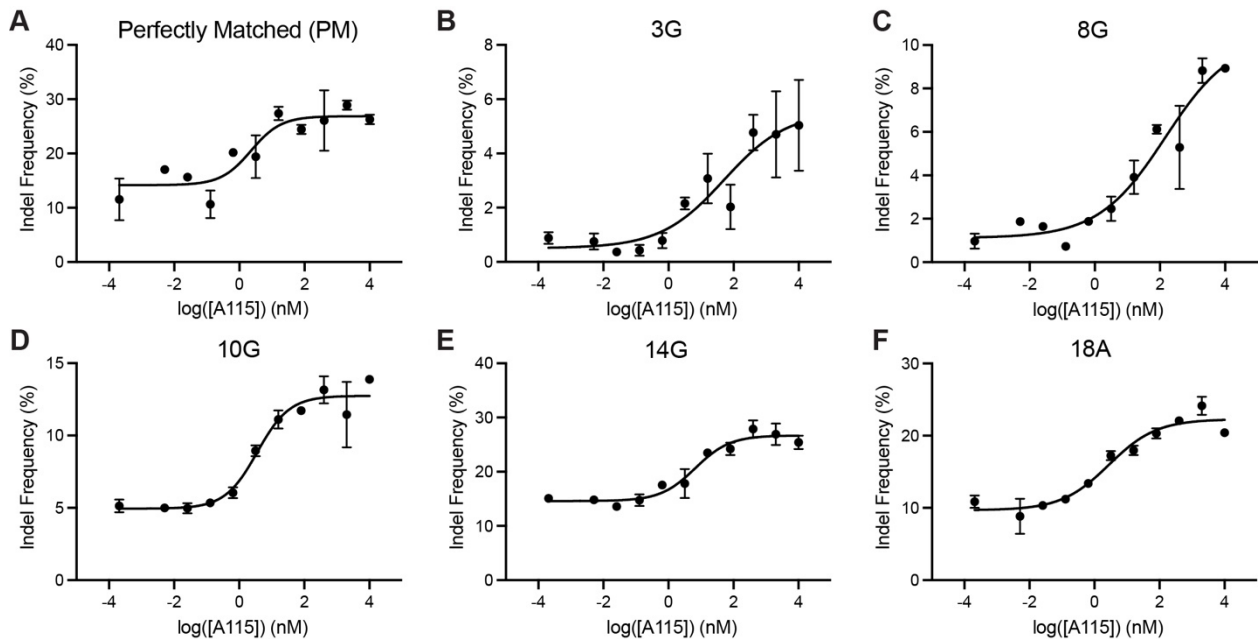 A Perfectly Matched (PM)
Indel Frequency (%)
40
30
20
10
0
-4 -2 0 2 4
log([A115]) (nM)
B 3G
Indel Frequency (%)
8
6
4
2
0
-4 -2 0 2 4
log([A115]) (nM)
C 8G
Indel Frequency (%)
10
8
6
4
2
0
-4 -2 0 2 4
log([A115]) (nM)
D 10G
Indel Frequency (%)
15
10
5
0
-4 -2 0 2 4
log([A115]) (nM)
E 14G
Indel Frequency (%)
40
30
20
10
0
-4 -2 0 2 4
log([A115]) (nM)
F 18A
Indel Frequency (%)
30
20
10
0
-4 -2 0 2 4
log([A115]) (nM)